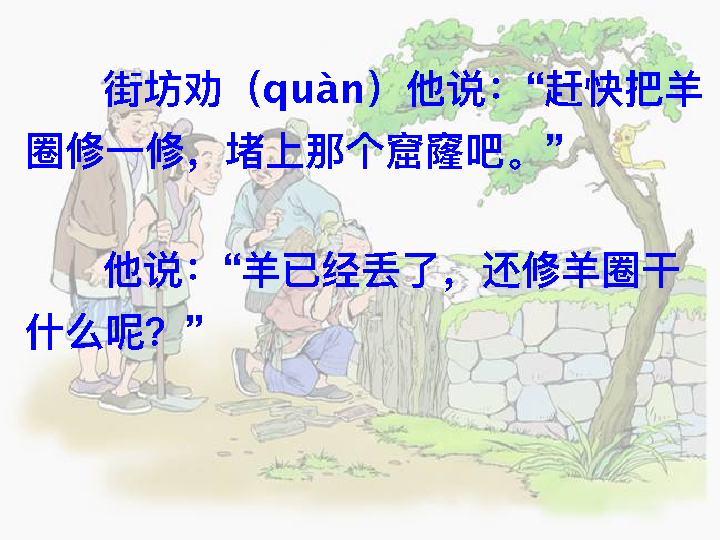 街坊劝（quàn）他说：“赶快把羊
圈修一修，堵上那个窟窿吧。”
他说：“羊已经丢了，还修羊圈干
什么呢？”